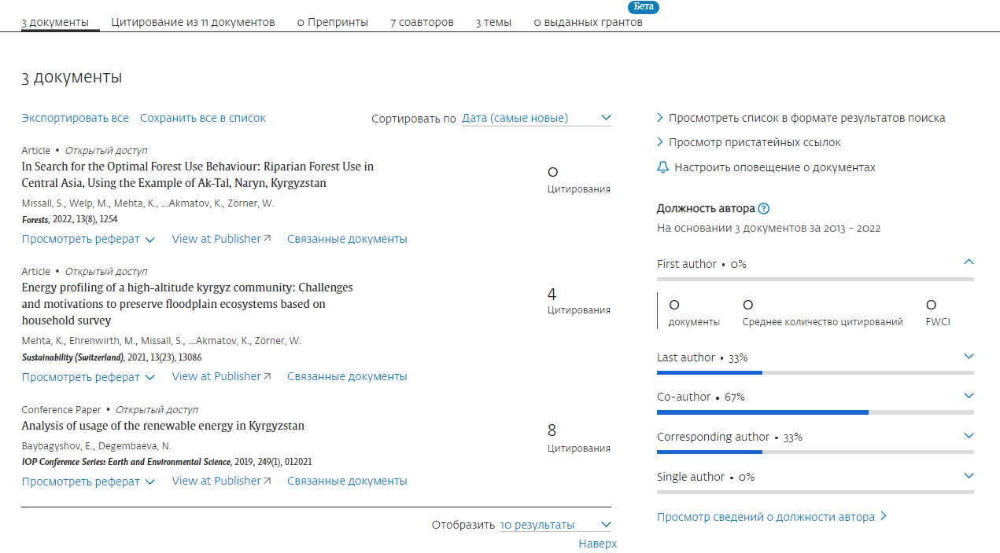 Бета
3 документы Цитирование из 11 документов 0 Препринты 7 соавторов 3 темы 0 выданных грантов
3 документы
Экспортировать все Сохранить все в список Сортировать по Дата (самые новые)
Article • Открытый доступ
In Search for the Optimal Forest Use Behaviour: Riparian Forest Use in
Central Asia, Using the Example of Ak-Tal, Naryn, Kyrgyzstan
Missall, S., Welp, M., Mehta, K., ...Akmatov, K., Zörner, W.
Forests, 2022, 13(8), 1254
0
Цитирования
Просмотреть реферат View at Publisher Связанные документы
Article • Открытый доступ
Energy profiling of a high-altitude kyrgyz community: Challenges
and motivations to preserve floodplain ecosystems based on
household survey
Mehta, K., Ehrenwirth, M., Missall, S., ...Akmatov, K., Zörner, W.
Sustainability (Switzerland), 2021, 13(23), 13086
4
Цитирования
Просмотреть реферат View at Publisher Связанные документы
Conference Paper • Открытый доступ
Analysis of usage of the renewable energy in Kyrgyzstan
Baybagyshov, E., Degembaeva, N.
IOP Conference Series: Earth and Environmental Science, 2019, 249(1), 012021
8
Цитирования
Просмотреть реферат View at Publisher Связанные документы
Отобразить 10 результаты
Наверх
Просмотреть список в формате результатов поиска
Просмотр пристатейных ссылок
Настроить оповещение о документах
Должность автора ?
На основании 3 документов за 2013 - 2022
First author • 0%
0 0 0
документы Среднее количество цитирований FWCI
Last author • 33%
Co-author • 67%
Corresponding author • 33%
Single author • 0%
Просмотр сведений о должности автора